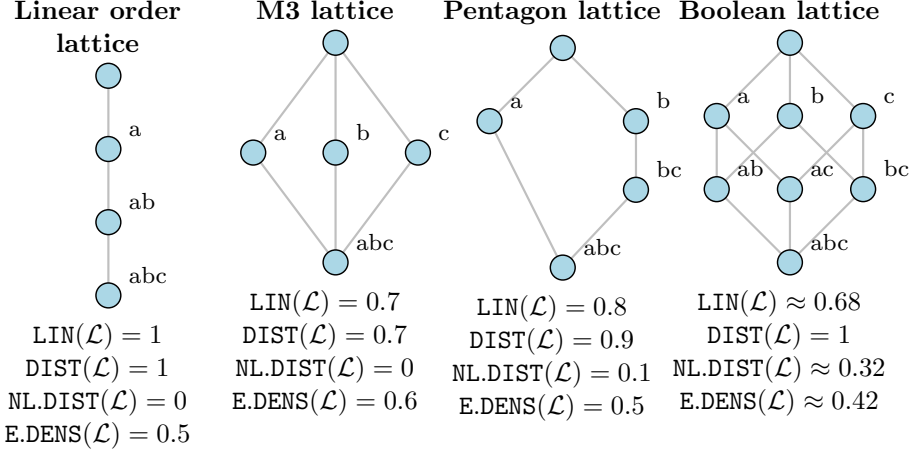 Linear order
lattice
a
ab
abc
LIN(ℒ) = 1
DIST(ℒ) = 1
NL.DIST(ℒ) = 0
E.DENS(ℒ) = 0.5
M3 lattice
a
b
c
abc
LIN(ℒ) = 0.7
DIST(ℒ) = 0.7
NL.DIST(ℒ) = 0
E.DENS(ℒ) = 0.6
Pentagon lattice
a
b
bc
abc
LIN(ℒ) = 0.8
DIST(ℒ) = 0.9
NL.DIST(ℒ) = 0.1
E.DENS(ℒ) = 0.5
Boolean lattice
a
b
c
ab
ac
bc
abc
LIN(ℒ) ≈ 0.68
DIST(ℒ) = 1
NL.DIST(ℒ) ≈ 0.32
E.DENS(ℒ) ≈ 0.42